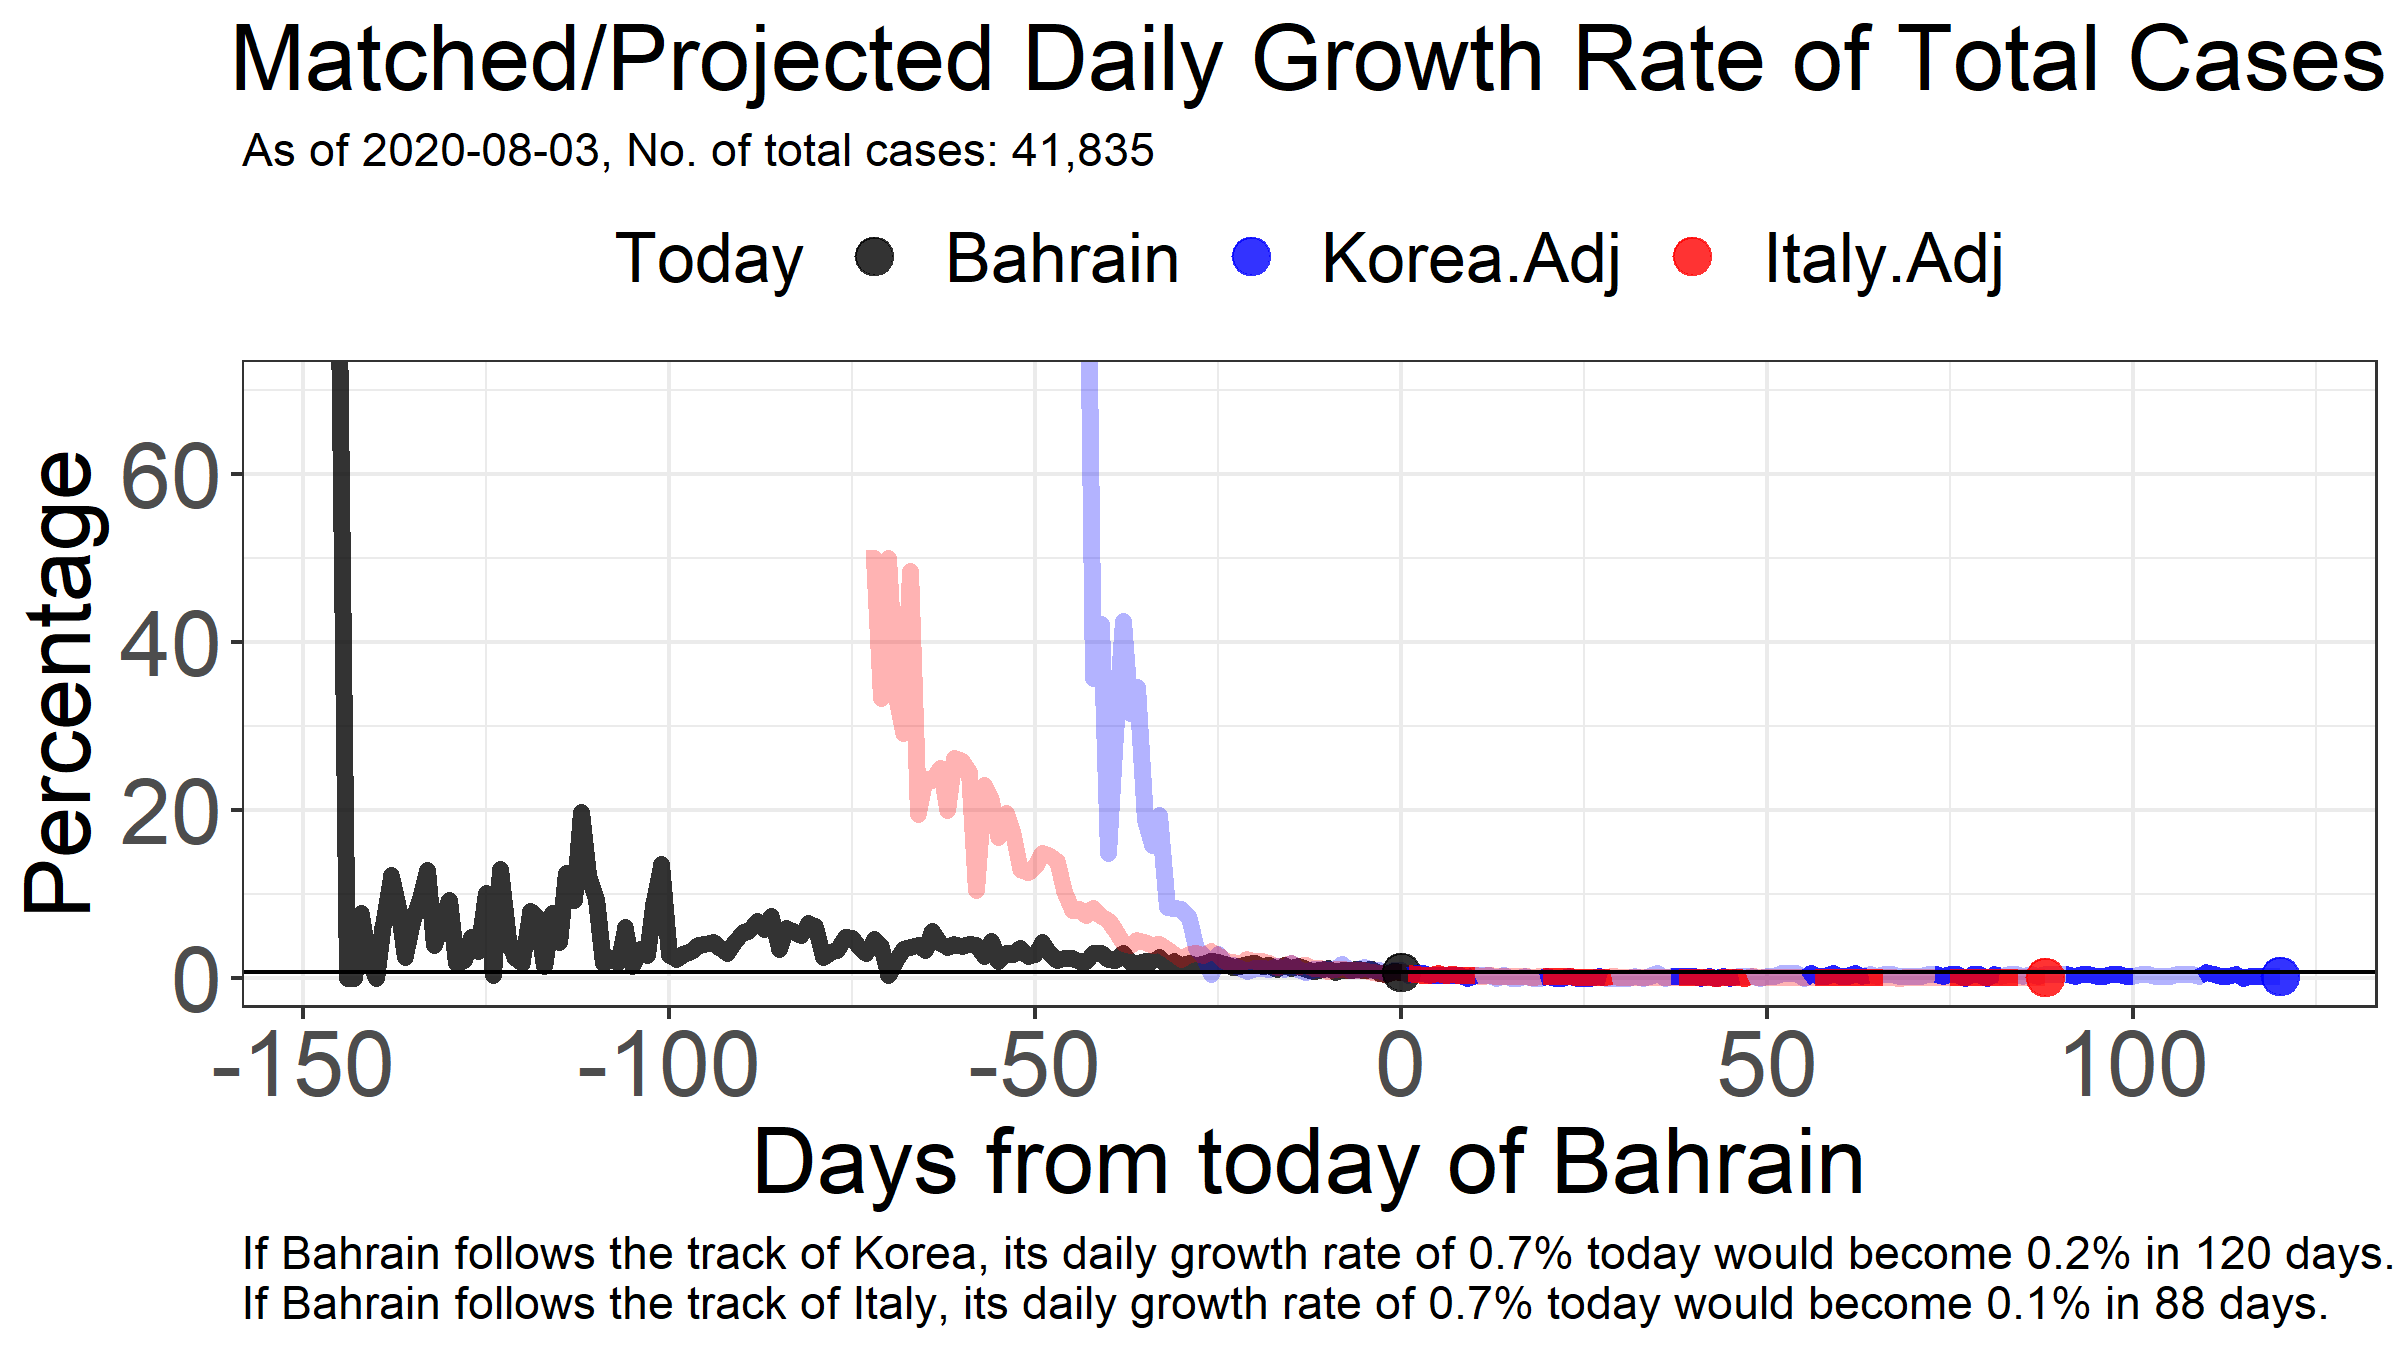 Matched/Projected Daily Growth Rate of Total Cases
As of 2020-08-03, No. of total cases: 41,835
Today Bahrain Korea.Adj Italy.Adj
Percentage
60
40
20
0
-150 -100 -50 0 50 100
Days from today of Bahrain
If Bahrain follows the track of Korea, its daily growth rate of 0.7% today would become 0.2% in 120 days.
If Bahrain follows the track of Italy, its daily growth rate of 0.7% today would become 0.1% in 88 days.